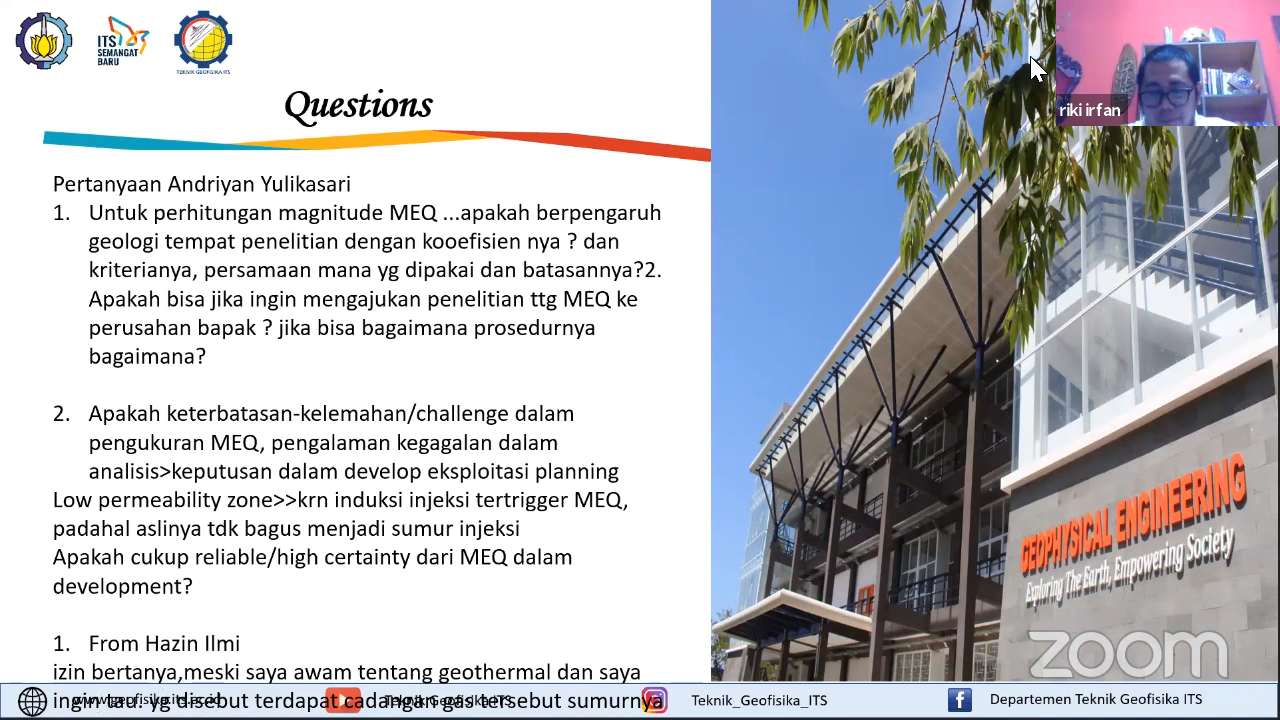 ITS
SEMANGAT
BARU
TEKNIK GEOFISIKA ITS
Questions
riki irfan
Pertanyaan Andriyan Yulikasari
1. Untuk perhitungan magnitude MEQ ...apakah berpengaruh
geologi tempat penelitian dengan kooefisien nya ? dan
kriterianya, persamaan mana yg dipakai dan batasannya?2.
Apakah bisa jika ingin mengajukan penelitian ttg MEQ ke
perusahan bapak ? jika bisa bagaimana prosedurnya
bagaimana?
2. Apakah keterbatasan-kelemahan/challenge dalam
pengukuran MEQ, pengalaman kegagalan dalam
analisis>keputusan dalam develop eksploitasi planning
Low permeability zone>>krn induksi injeksi tertrigger MEQ,
padahal aslinya tdk bagus menjadi sumur injeksi
Apakah cukup reliable/high certainty dari MEQ dalam
development?
1. From Hazin Ilmi
izin bertanya,meski saya awam tentang geothermal dan saya
ingin tau. yg disebut terdapat cadangan gas tersebut sumurnya
GEOPHYSICAL ENGINEERING
Exploring The Earth, Empowering Society
zoom
www.geofisika.its.ac.id
Teknik_Geofisika_ITS
Teknik_Geofisika_ITS
Departemen Teknik Geofisika ITS